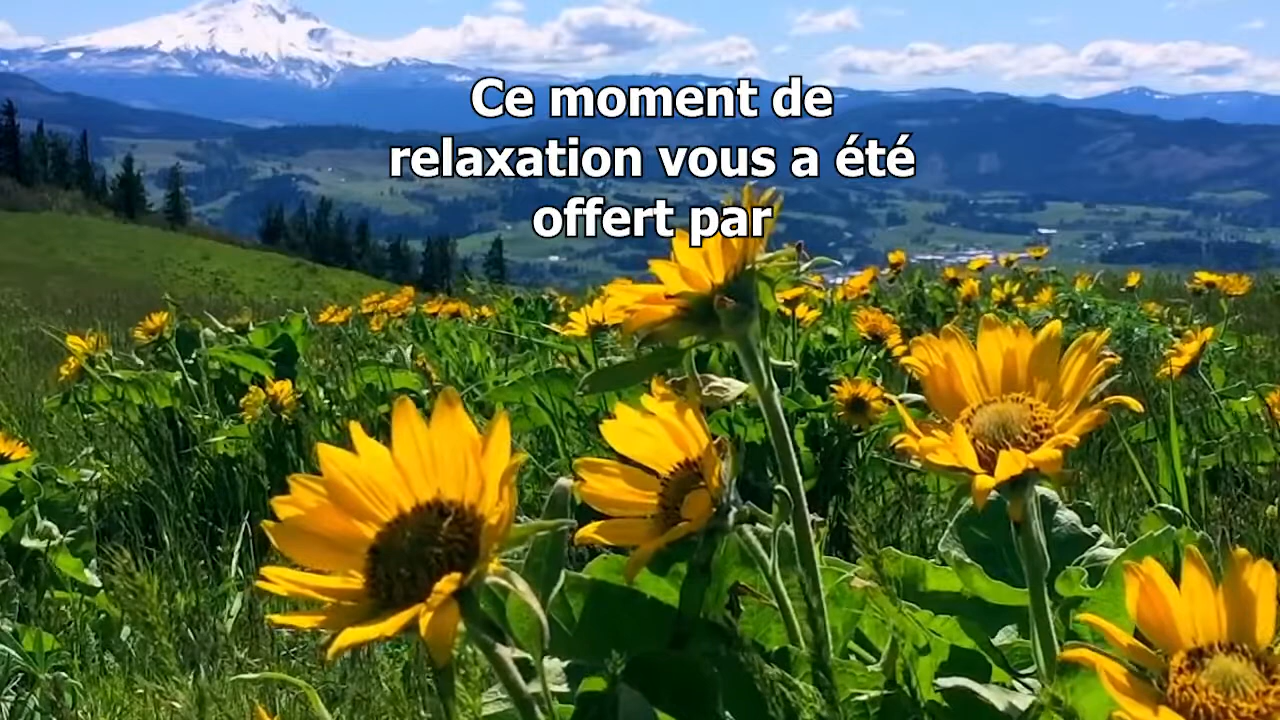 Ce moment de
relaxation vous a été
offert par